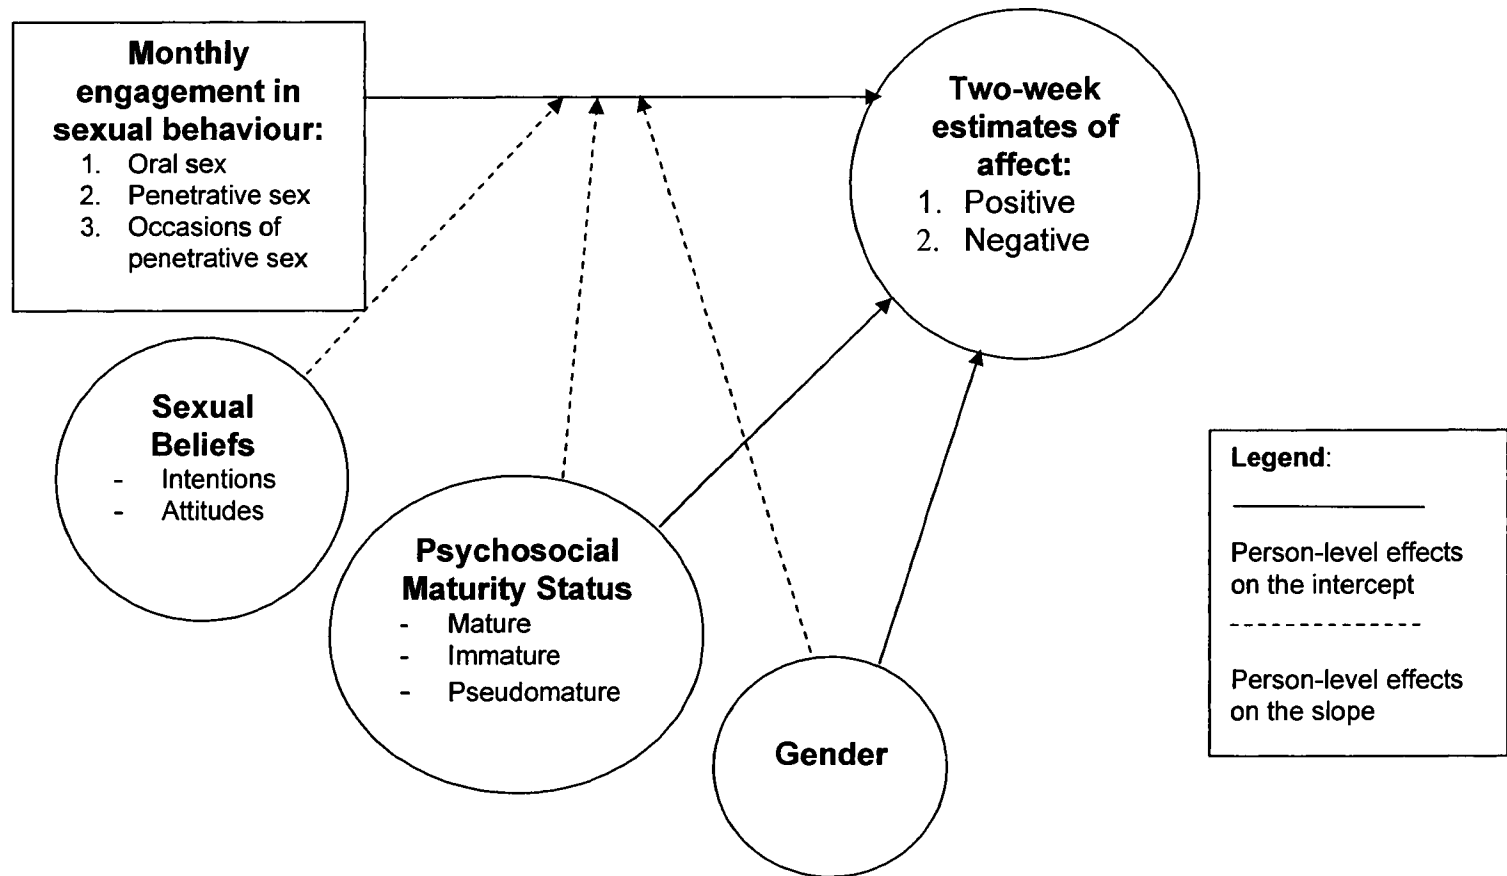 Monthly
engagement in
sexual behaviour:
1. Oral sex
2. Penetrative sex
3. Occasions of
penetrative sex
Two-week
estimates of
affect:
1. Positive
2. Negative
Sexual
Beliefs
- Intentions
- Attitudes
Psychosocial
Maturity Status
- Mature
- Immature
- Pseudomature
Gender
Legend:
Person-level effects
on the intercept
Person-level effects
on the slope